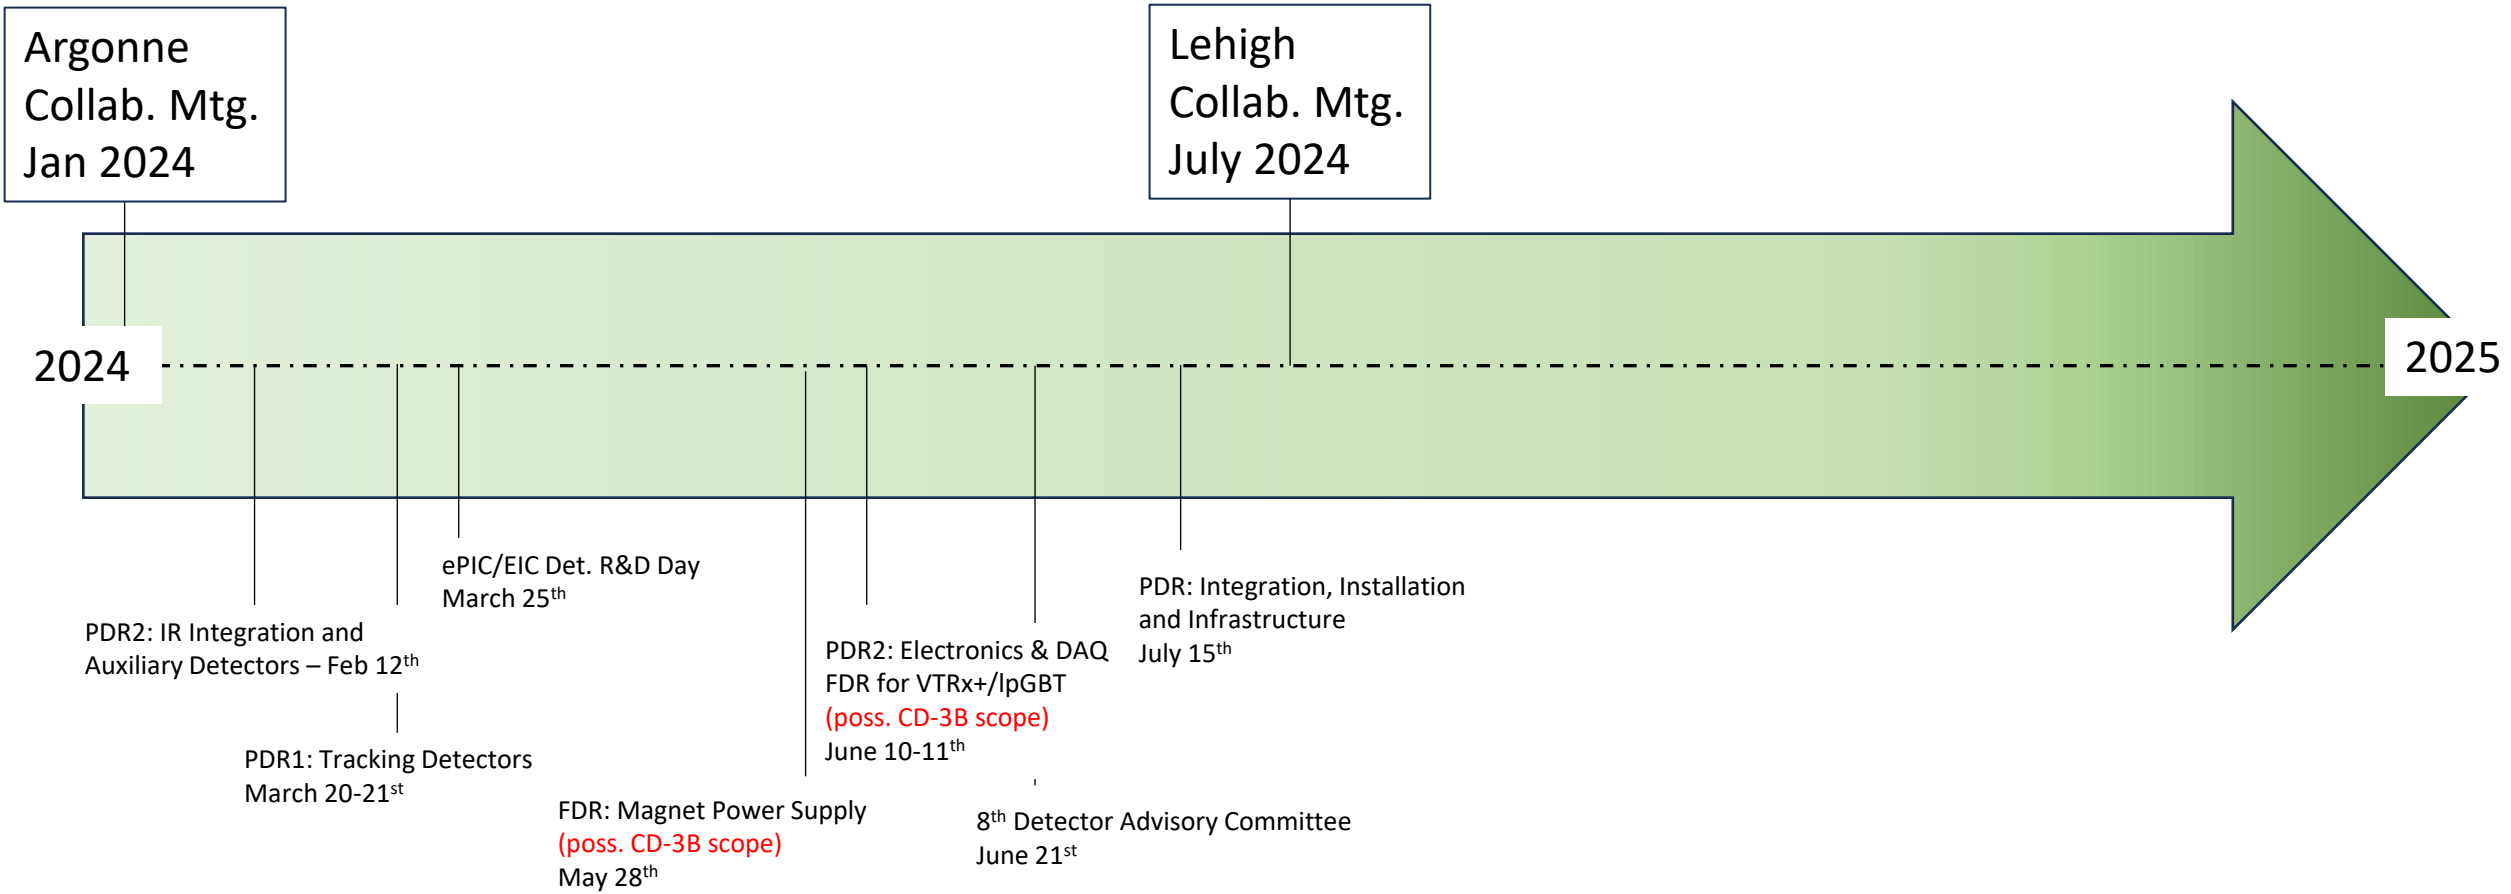 Argonne
Collab. Mtg.
Jan 2024
Lehigh
Collab. Mtg.
July 2024
2024
2025
ePIC/EIC Det. R&D Day
March 25th
PDR2: IR Integration and
Auxiliary Detectors – Feb 12th
PDR1: Tracking Detectors
March 20-21st
FDR: Magnet Power Supply
(poss. CD-3B scope)
May 28th
PDR2: Electronics & DAQ
FDR for VTRx+/lpGBT
(poss. CD-3B scope)
June 10-11th
8th Detector Advisory Committee
June 21st
PDR: Integration, Installation
and Infrastructure
July 15th